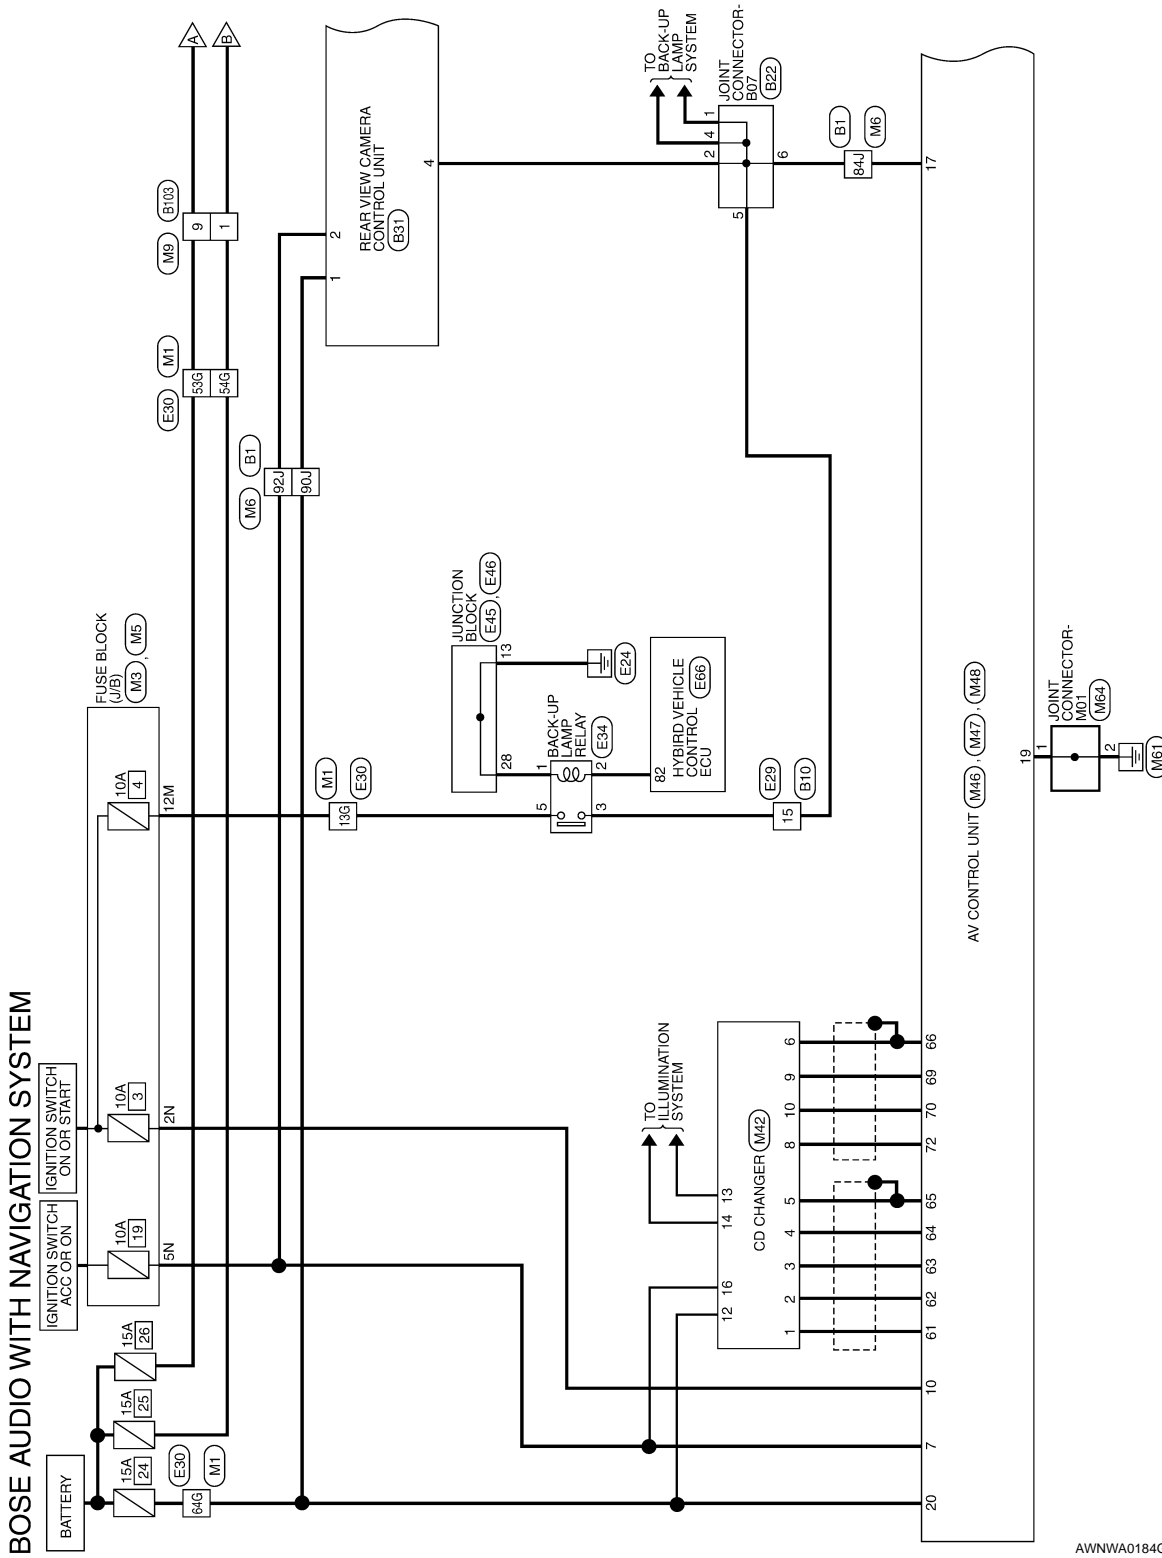 BOSE AUDIO WITH NAVIGATION SYSTEM
BATTERY
IGNITION SWITCH
ACC OR ON
IGNITION SWITCH
ON OR START
15A
24
15A
25
15A
26
10A
19
10A
3
10A
4
FUSE BLOCK
(J/B)
M3 , M5
5N
2N
12M
E30
64G
M1
E30
M1
53G
54G
M9
B103
9
1
A
B
M6
B1
92J
90J
1
2
REAR VIEW CAMERA
CONTROL UNIT
B31
4
M1
13G
E30
JUNCTION
BLOCK
E45 , E46
28
13
E24
BACK-UP
LAMP
RELAY
E34
1
2
5
3
82
HYBIRD VEHICLE
CONTROL
ECU
E66
E29
15
B10
TO
BACK-UP
LAMP
SYSTEM
JOINT
CONNECTOR-
B07
B22
2
4
1
5
6
B1
84J
M6
TO
ILLUMINATION
SYSTEM
12
16
14
13
CD CHANGER M42
1
2
3
4
5
8
10
9
6
20
7
10
61
62
63
64
65
72
70
69
66
17
AV CONTROL UNIT M46 , M47 , M48
19
JOINT
CONNECTOR-
M01
M64
1
2
M61
AWNWA0184G